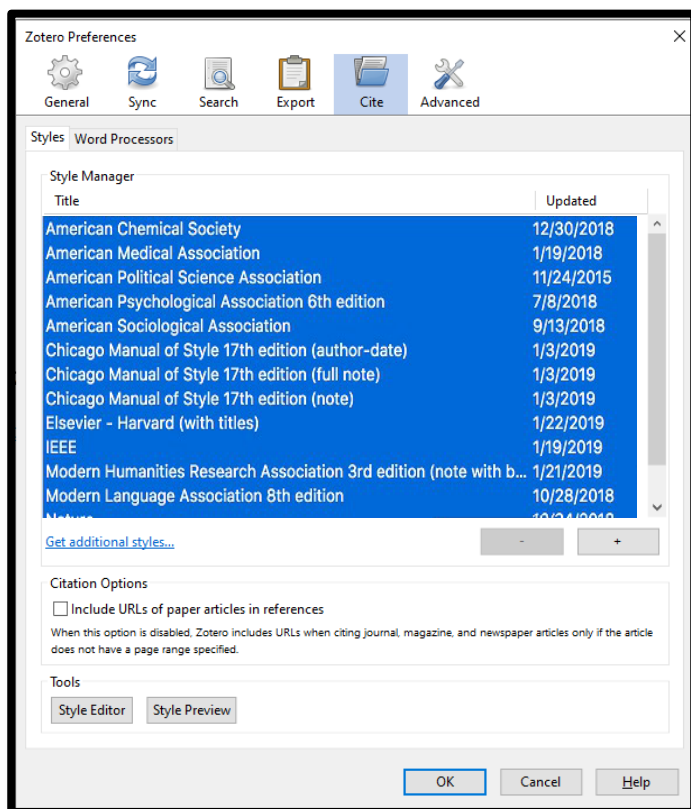 Zotero Preferences
General Sync Search Export Cite Advanced
Styles Word Processors
Style Manager
Title Updated
American Chemical Society 12/30/2018
American Medical Association 1/19/2018
American Political Science Association 11/24/2015
American Psychological Association 6th edition 7/8/2018
American Sociological Association 9/13/2018
Chicago Manual of Style 17th edition (author-date) 1/3/2019
Chicago Manual of Style 17th edition (full note) 1/3/2019
Chicago Manual of Style 17th edition (note) 1/3/2019
Elsevier - Harvard (with titles) 1/22/2019
IEEE 1/19/2019
Modern Humanities Research Association 3rd edition (note with b... 1/21/2019
Modern Language Association 8th edition 10/28/2018
Get additional styles... - +
Citation Options
Include URLs of paper articles in references
When this option is disabled, Zotero includes URLs when citing journal, magazine, and newspaper articles only if the article
does not have a page range specified.
Tools
Style Editor Style Preview
OK Cancel Help